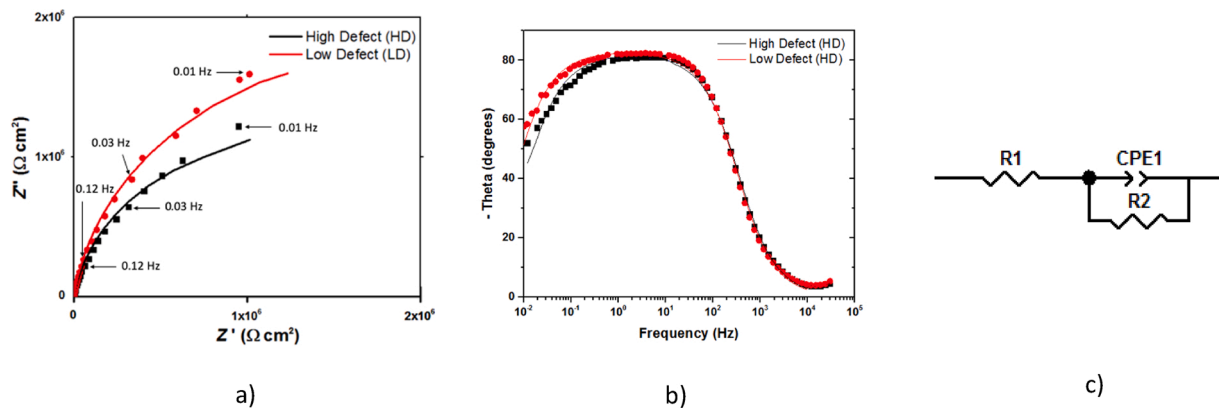 2x10⁶
1x10⁶
0
Z'' (Ω cm²)
High Defect (HD)
Low Defect (LD)
0.01 Hz
0.01 Hz
0.03 Hz
0.12 Hz
0.03 Hz
0.12 Hz
0
1x10⁶
2x10⁶
Z ' (Ω cm²)
a)
80
60
40
20
0
- Theta (degrees)
High Defect (HD)
Low Defect (HD)
10⁻² 10⁻¹ 10⁰ 10¹ 10² 10³ 10⁴ 10⁵
Frequency (Hz)
b)
R1
CPE1
R2
c)